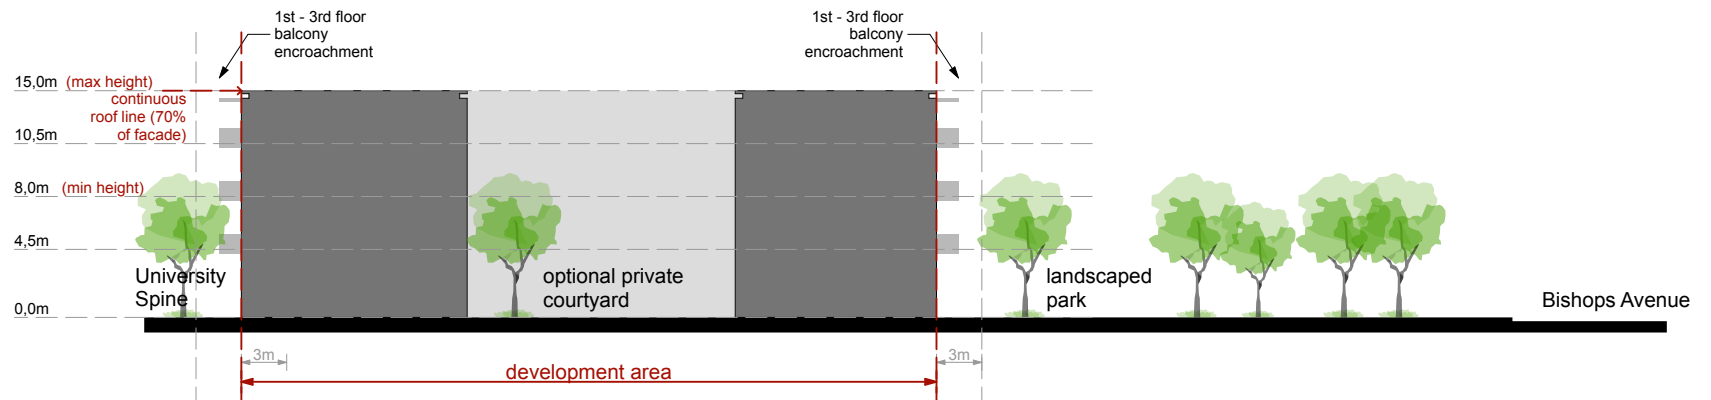 1st - 3rd floor
balcony
encroachment
1st - 3rd floor
balcony
encroachment
15,0m (max height)
continuous
roof line (70%
of facade)
10,5m
8,0m (min height)
4,5m
0,0m
University
Spine
optional private
courtyard
landscaped
park
Bishops Avenue
3m
3m
development area